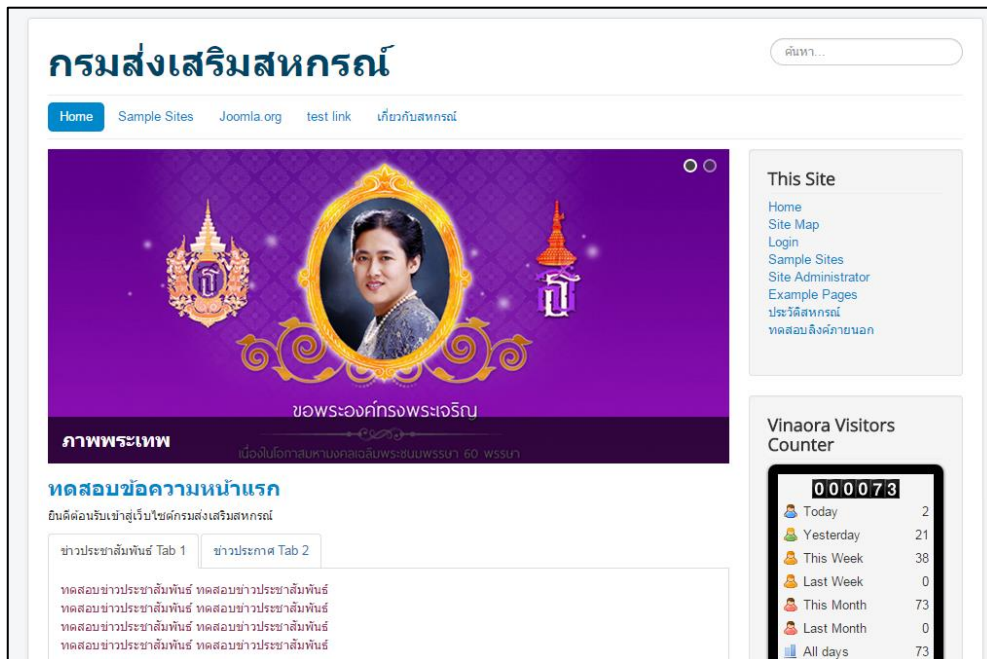 กรมส่งเสริมสหกรณ์
ค้นหา...
Home Sample Sites Joomla.org test link เกี่ยวกับสหกรณ์
ขอพระองค์ทรงพระเจริญ
เนื่องในโอกาสมหามงคลเฉลิมพระชนมพรรษา 60 พรรษา
ภาพพระเทพ
ทดสอบข้อความหน้าแรก
ยินดีต้อนรับเข้าสู่เว็บไซต์กรมส่งเสริมสหกรณ์
ข่าวประชาสัมพันธ์ Tab 1 ข่าวประกาศ Tab 2
ทดสอบข่าวประชาสัมพันธ์ ทดสอบข่าวประชาสัมพันธ์
ทดสอบข่าวประชาสัมพันธ์ ทดสอบข่าวประชาสัมพันธ์
ทดสอบข่าวประชาสัมพันธ์ ทดสอบข่าวประชาสัมพันธ์
ทดสอบข่าวประชาสัมพันธ์ ทดสอบข่าวประชาสัมพันธ์
This Site
Home
Site Map
Login
Sample Sites
Site Administrator
Example Pages
ประวัติสหกรณ์
ทดสอบลิงค์ภายนอก
Vinaora Visitors
Counter
000073
Today 2
Yesterday 21
This Week 38
Last Week 0
This Month 73
Last Month 0
All days 73